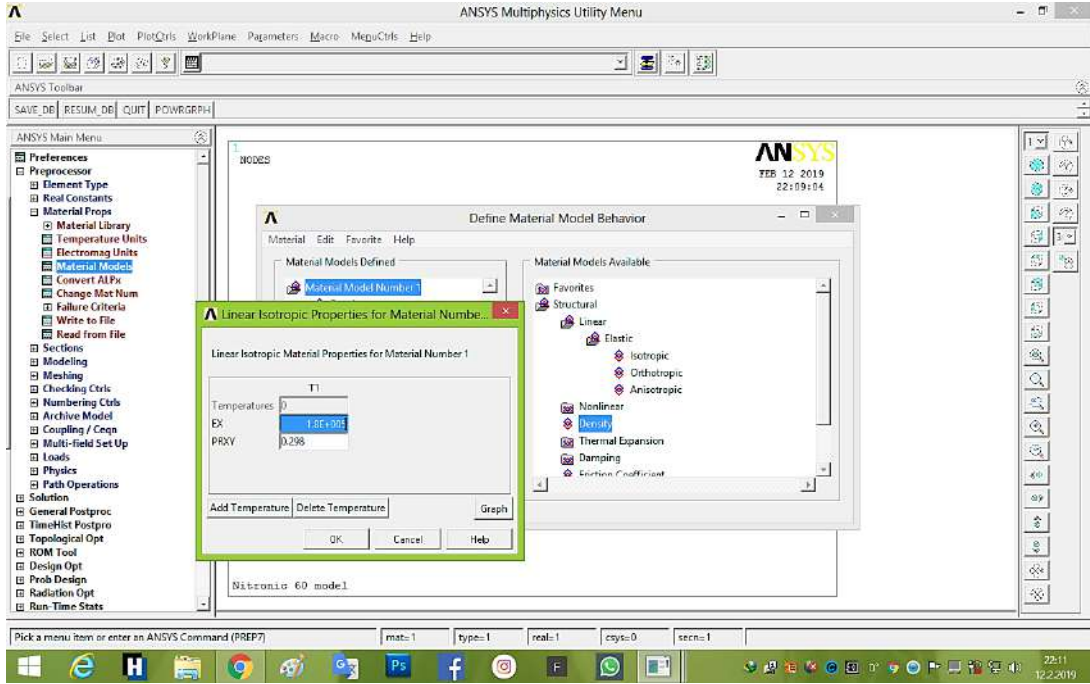 ANSYS Multiphysics Utility Menu
File Select List Plot PlotCtrls WorkPlane Parameters Macro MenuCtrls Help
ANSYS Toolbar
SAVE_DB RESUM_DB QUIT POWRGRPH
ANSYS Main Menu
Preferences
Preprocessor
Element Type
Real Constants
Material Props
Material Library
Temperature Units
Electromag Units
Material Models
Convert ALPx
Change Mat Num
Failure Criteria
Write to File
Read from File
Sections
Modeling
Meshing
Checking Ctrls
Numbering Ctrls
Archive Model
Coupling / Ceqn
Multi-field Set Up
Loads
Physics
Path Operations
Solution
General Postproc
TimeHist Postpro
Topological Opt
ROM Tool
Design Opt
Prob Design
Radiation Opt
Run-Time Stats
1
NODES
ANSYS
FEB 12 2019
22:09:04
Define Material Model Behavior
Material Edit Favorite Help
Material Models Defined
Material Model Number 1
Material Models Available
Favorites
Structural
Linear
Elastic
Isotropic
Orthotropic
Anisotropic
Nonlinear
Density
Thermal Expansion
Damping
Friction Coefficient
Linear Isotropic Properties for Material Numbe...
Linear Isotropic Material Properties for Material Number 1
T1
Temperatures 0
EX 1.8E+005
PRXY 0.298
Add Temperature Delete Temperature Graph
OK Cancel Help
Nitronic 60 model
1
3
Pick a menu item or enter an ANSYS Command (PREP7) mat=1 type=1 real=1 csys=0 secn=1
22:11
12.2.2019